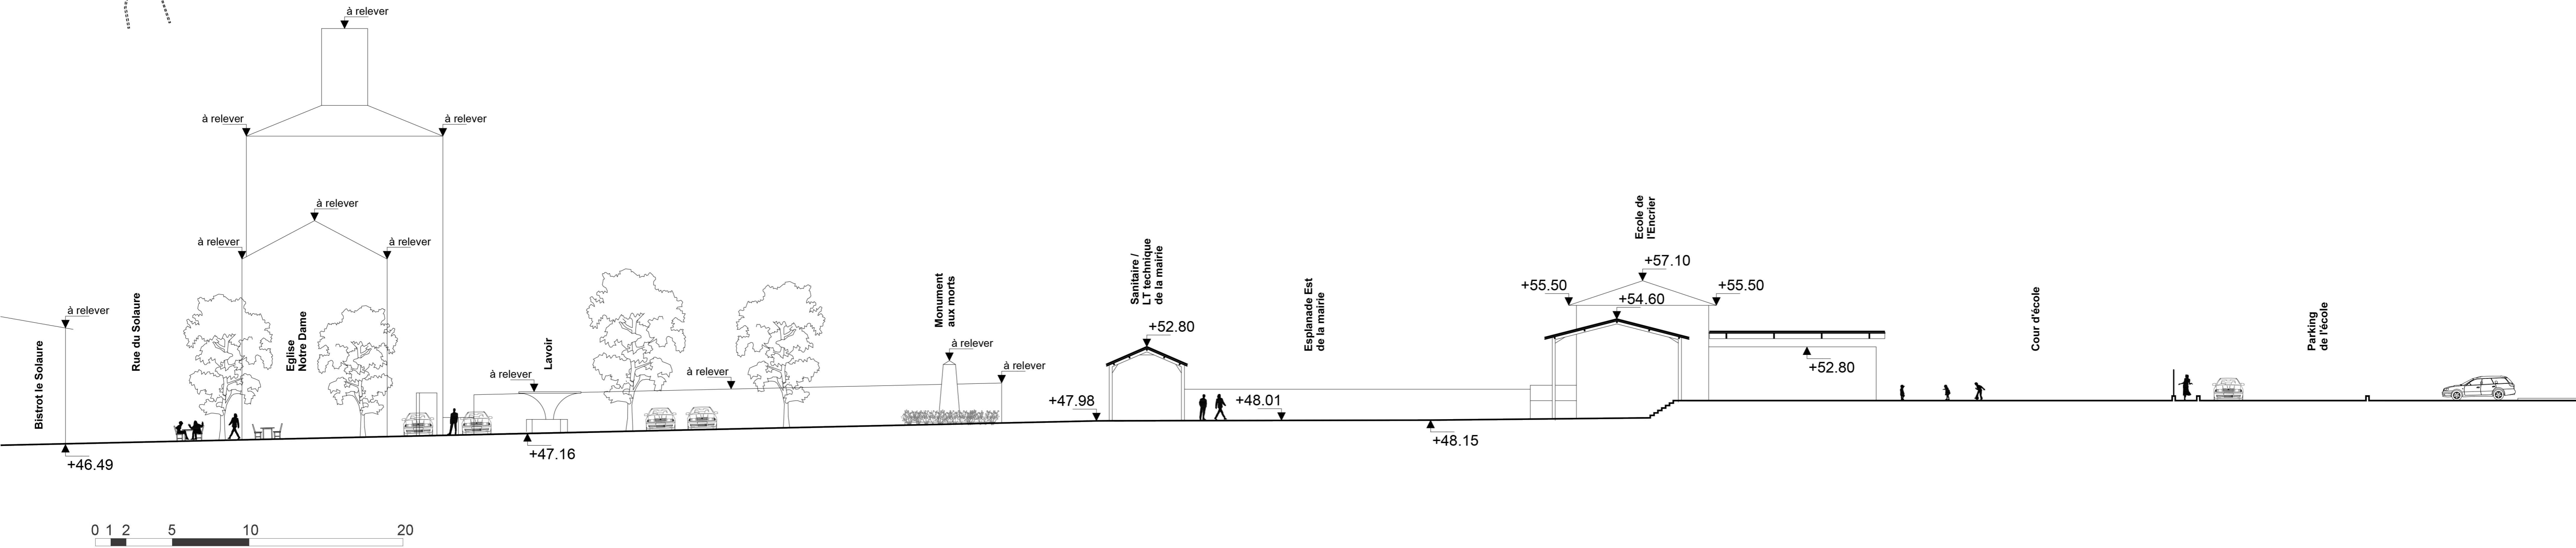 à relever
à relever
à relever
à relever
à relever
à relever
à relever
Bistrot le Solaure
+46.49
Rue du Solaure
Eglise
Notre Dame
à relever
Lavoir
+47.16
à relever
Monument
aux morts
à relever
à relever
Sanitaire /
LT technique
de la mairie
+52.80
+47.98
+48.01
Esplanade Est
de la mairie
+48.15
Ecole de
l'Encrier
+57.10
+55.50
+55.50
+54.60
+52.80
Cour d'école
Parking
de l'école
0 1 2 5 10 20